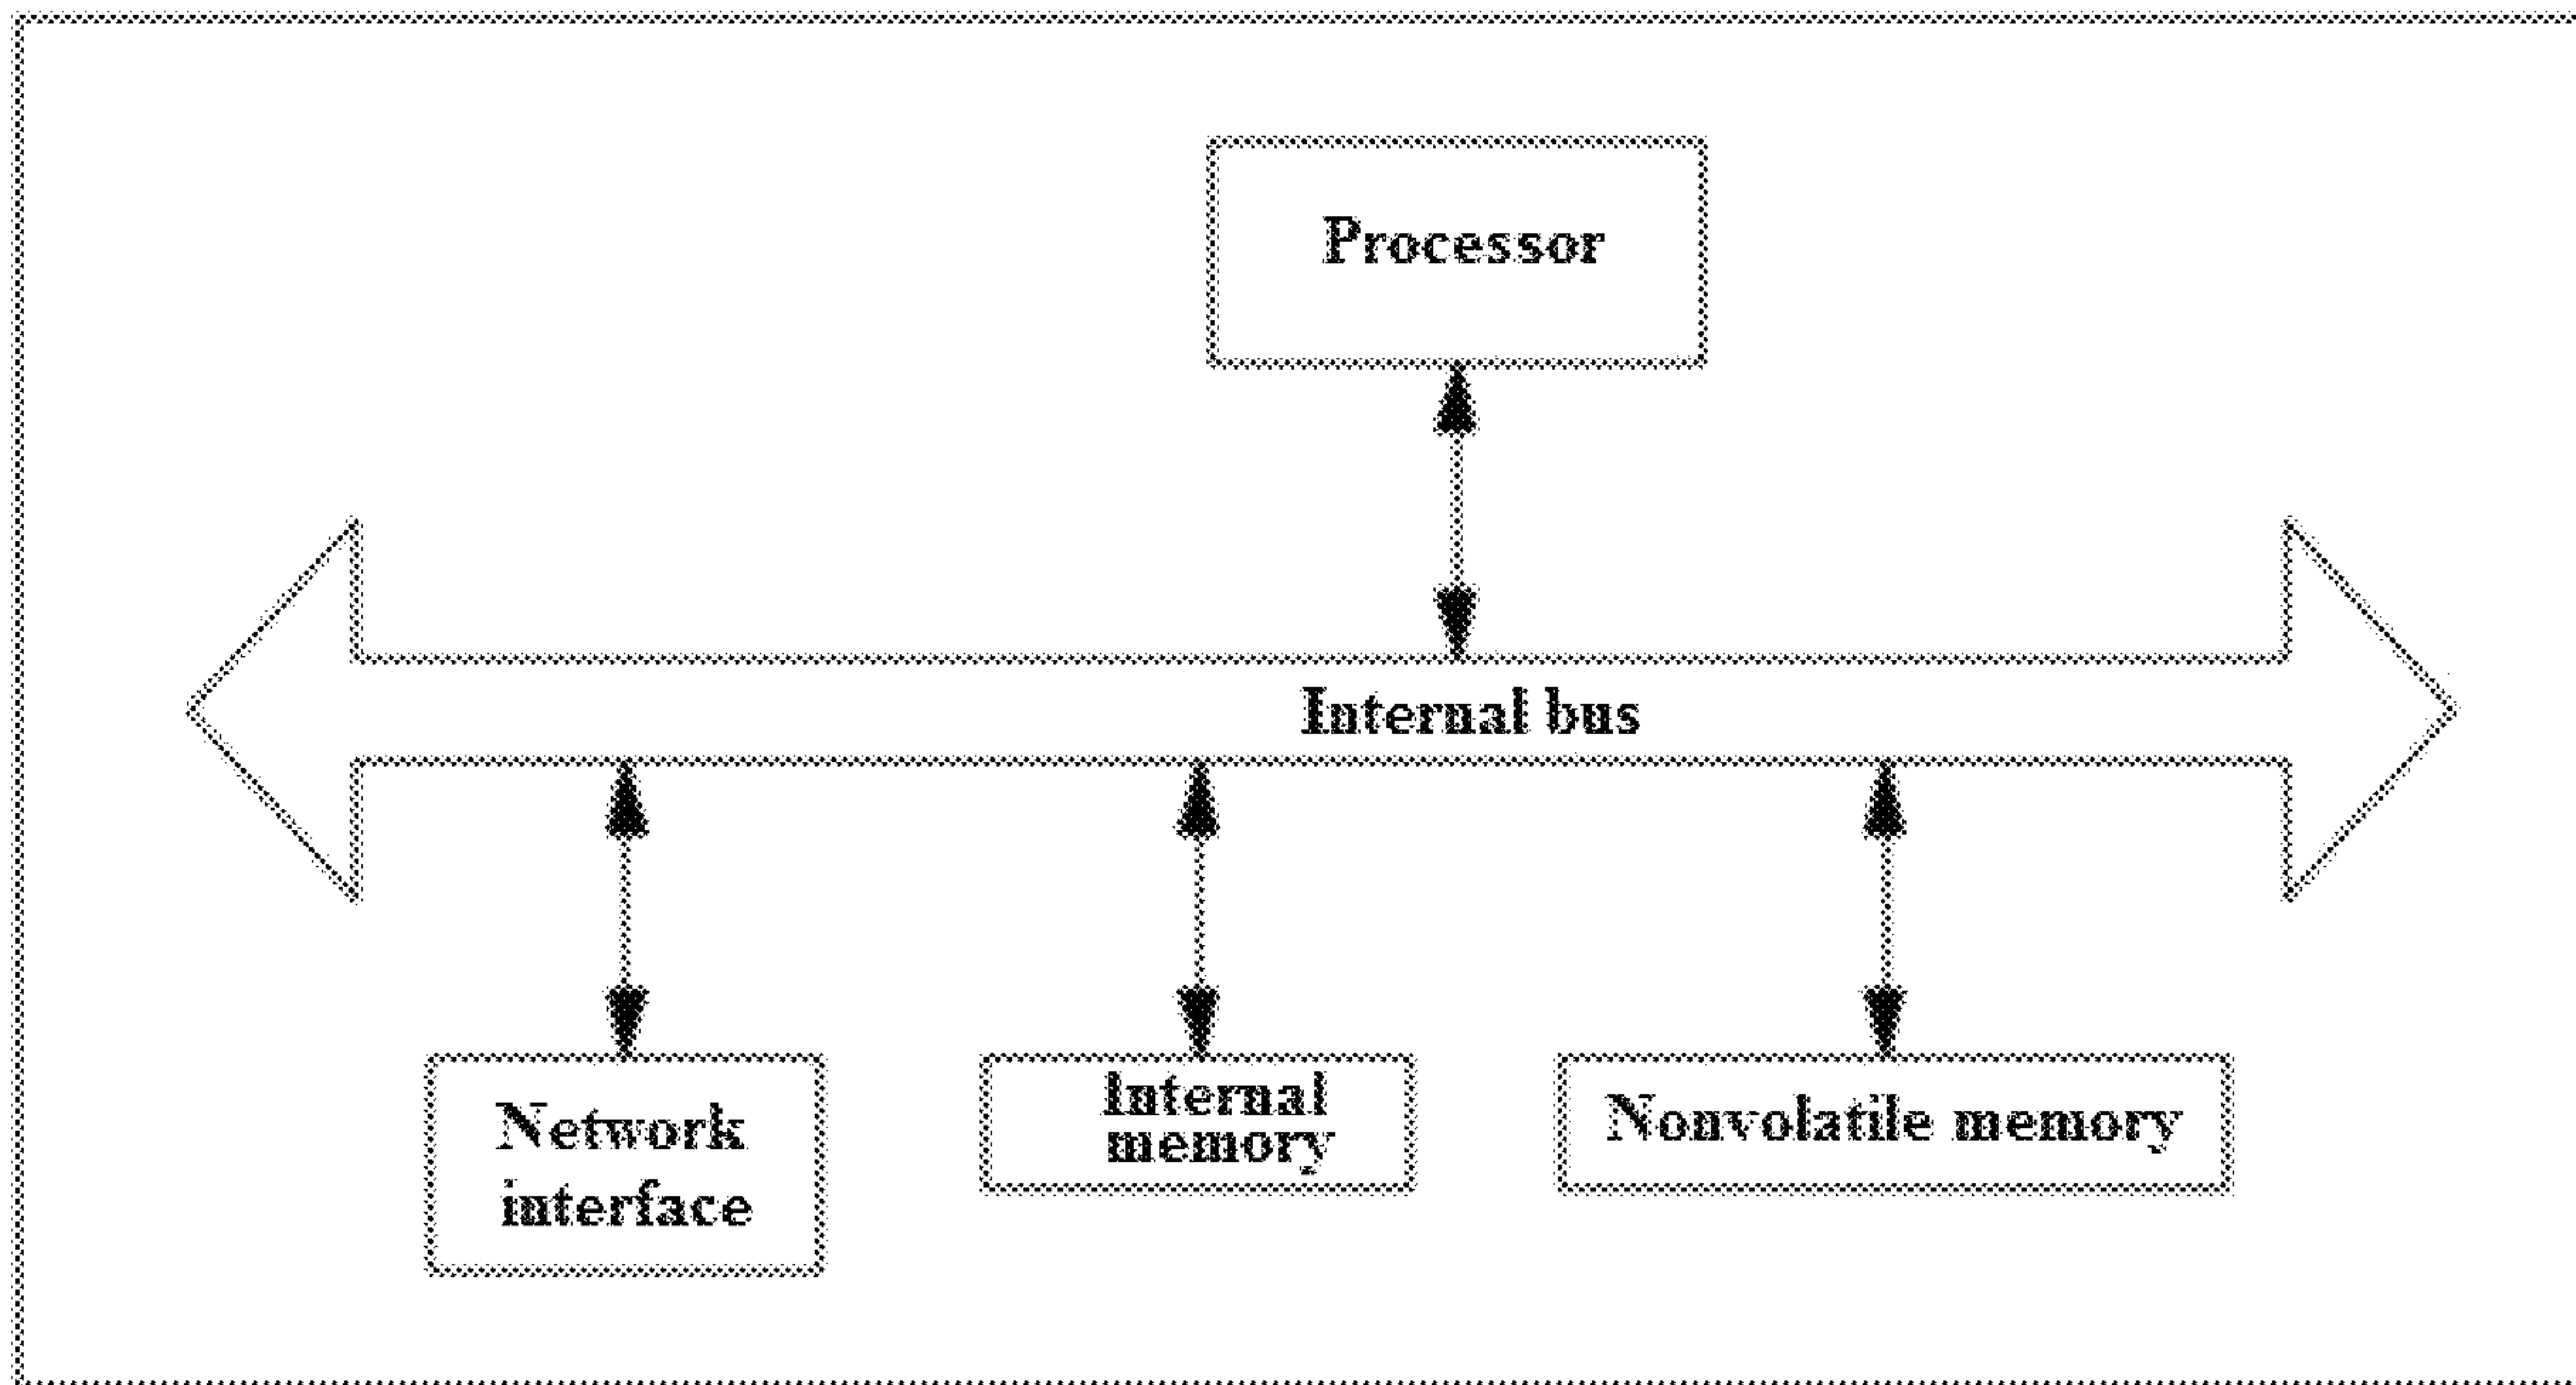 Processor
Internal bus
Network
interface
Internal
memory
Nonvolatile memory